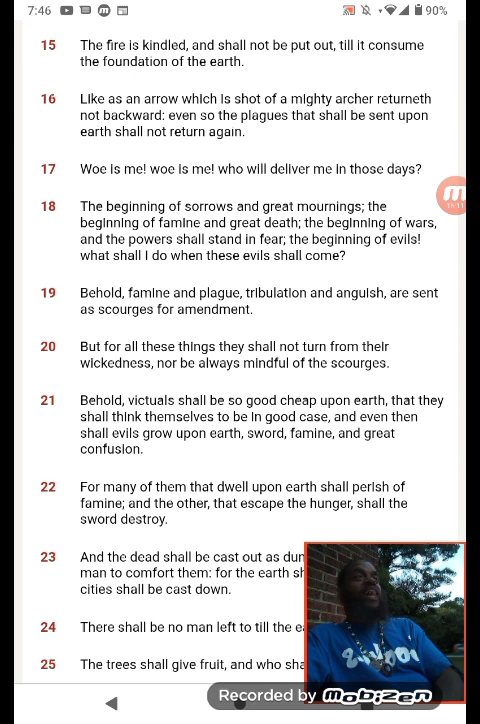 7:46
90%
15 The fire is kindled, and shall not be put out, till it consume
the foundation of the earth.
16 Like as an arrow which is shot of a mighty archer returneth
not backward: even so the plagues that shall be sent upon
earth shall not return again.
17 Woe is me! woe is me! who will deliver me in those days?
18 The beginning of sorrows and great mournings; the
beginning of famine and great death; the beginning of wars,
and the powers shall stand in fear; the beginning of evils!
what shall I do when these evils shall come?
19 Behold, famine and plague, tribulation and anguish, are sent
as scourges for amendment.
20 But for all these things they shall not turn from their
wickedness, nor be always mindful of the scourges.
21 Behold, victuals shall be so good cheap upon earth, that they
shall think themselves to be in good case, and even then
shall evils grow upon earth, sword, famine, and great
confusion.
22 For many of them that dwell upon earth shall perish of
famine; and the other, that escape the hunger, shall the
sword destroy.
23 And the dead shall be cast out as dun
man to comfort them: for the earth sh
cities shall be cast down.
24 There shall be no man left to till the ea
25 The trees shall give fruit, and who sha
Recorded by mobizen